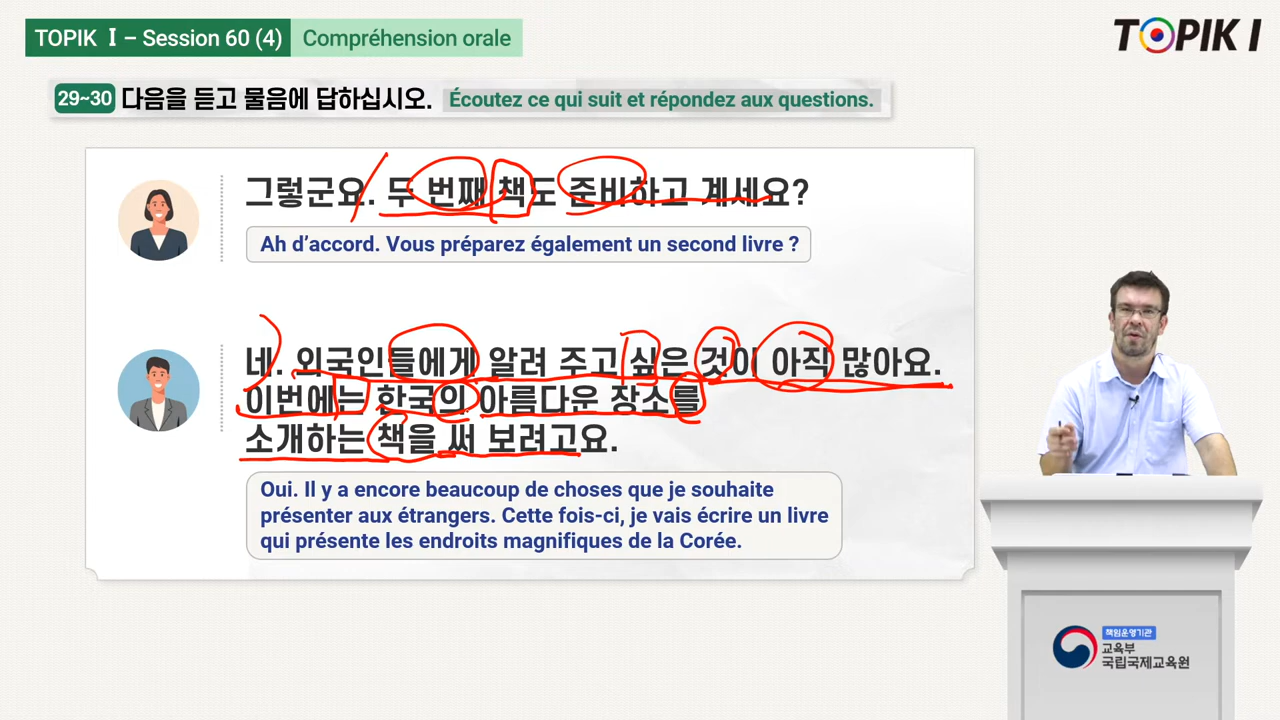 TOPIK Ⅰ – Session 60 (4) Compréhension orale
TOPIK I
29~30 다음을 듣고 물음에 답하십시오. Écoutez ce qui suit et répondez aux questions.
그렇군요. 두 번째 책도 준비하고 계세요?
Ah d’accord. Vous préparez également un second livre ?
네. 외국인들에게 알려 주고 싶은 것이 아직 많아요.
이번에는 한국의 아름다운 장소를
소개하는 책을 써 보려고요.
Oui. Il y a encore beaucoup de choses que je souhaite
présenter aux étrangers. Cette fois-ci, je vais écrire un livre
qui présente les endroits magnifiques de la Corée.
책임운영기관
교육부
국립국제교육원